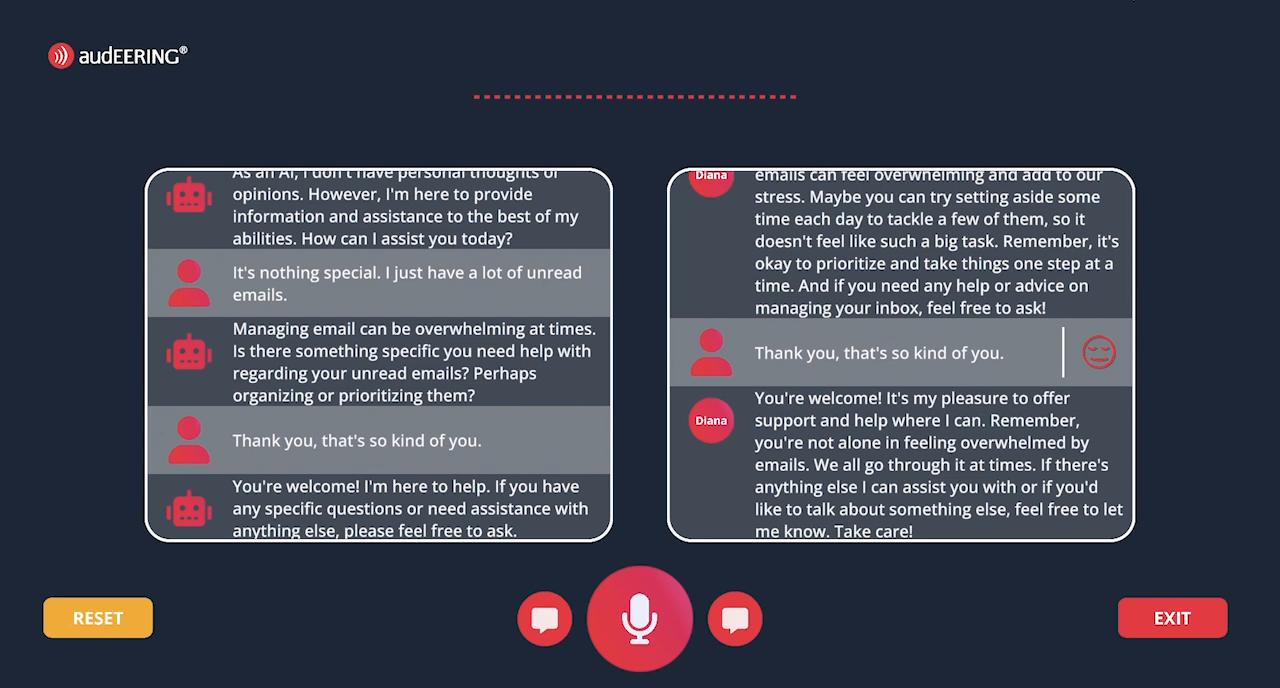 audEERING®
As an AI, I don't have personal thoughts or
opinions. However, I'm here to provide
information and assistance to the best of my
abilities. How can I assist you today?
It's nothing special. I just have a lot of unread
emails.
Managing email can be overwhelming at times.
Is there something specific you need help with
regarding your unread emails? Perhaps
organizing or prioritizing them?
Thank you, that's so kind of you.
You're welcome! I'm here to help. If you have
any specific questions or need assistance with
anything else, please feel free to ask.
Diana
emails can feel overwhelming and add to our
stress. Maybe you can try setting aside some
time each day to tackle a few of them, so it
doesn't feel like such a big task. Remember, it's
okay to prioritize and take things one step at a
time. And if you need any help or advice on
managing your inbox, feel free to ask!
Thank you, that's so kind of you.
Diana
You're welcome! It's my pleasure to offer
support and help where I can. Remember,
you're not alone in feeling overwhelmed by
emails. We all go through it at times. If there's
anything else I can assist you with or if you'd
like to talk about something else, feel free to let
me know. Take care!
RESET
EXIT